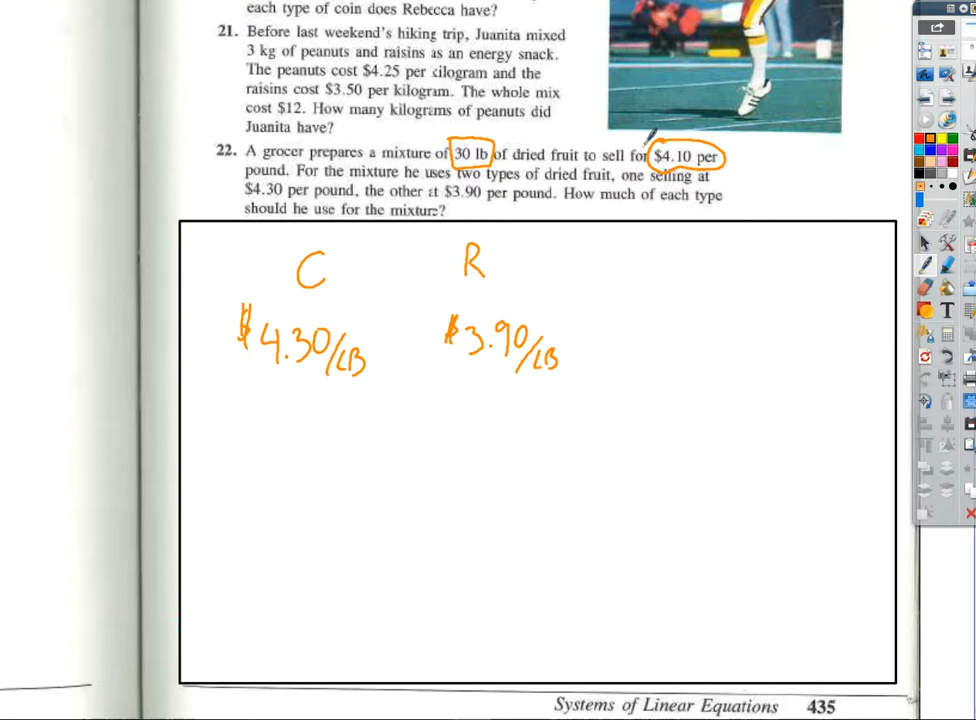 each type of coin does Rebecca have?
21. Before last weekend's hiking trip, Juanita mixed
3 kg of peanuts and raisins as an energy snack.
The peanuts cost $4.25 per kilogram and the
raisins cost $3.50 per kilogram. The whole mix
cost $12. How many kilograms of peanuts did
Juanita have?
22. A grocer prepares a mixture of 30 lb of dried fruit to sell for $4.10 per
pound. For the mixture he uses two types of dried fruit, one selling at
$4.30 per pound, the other at $3.90 per pound. How much of each type
should he use for the mixture?
C R
$4.30/LB $3.90/LB
Systems of Linear Equations 435